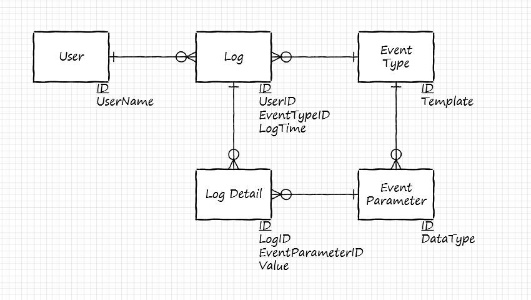 User
Log
Event
Type
ID
UserName
ID
UserID
EventTypeID
LogTime
ID
Template
Log Detail
Event
Parameter
ID
LogID
EventParameterID
Value
ID
DataType